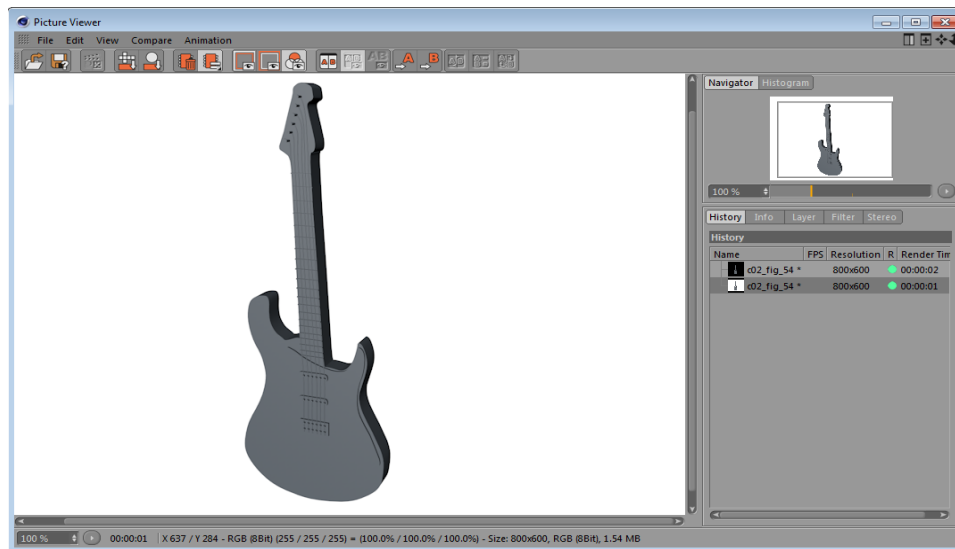 Picture Viewer
File Edit View Compare Animation
A B
Navigator Histogram
100 %
History Info Layer Filter Stereo
History
Name FPS Resolution R Render Tim
c02_fig_54 * 800x600 00:00:02
c02_fig_54 * 800x600 00:00:01
100 % 00:00:01 X 637 / Y 284 - RGB (8Bit) (255 / 255 / 255) = (100.0% / 100.0% / 100.0%) - Size: 800x600, RGB (8Bit), 1.54 MB